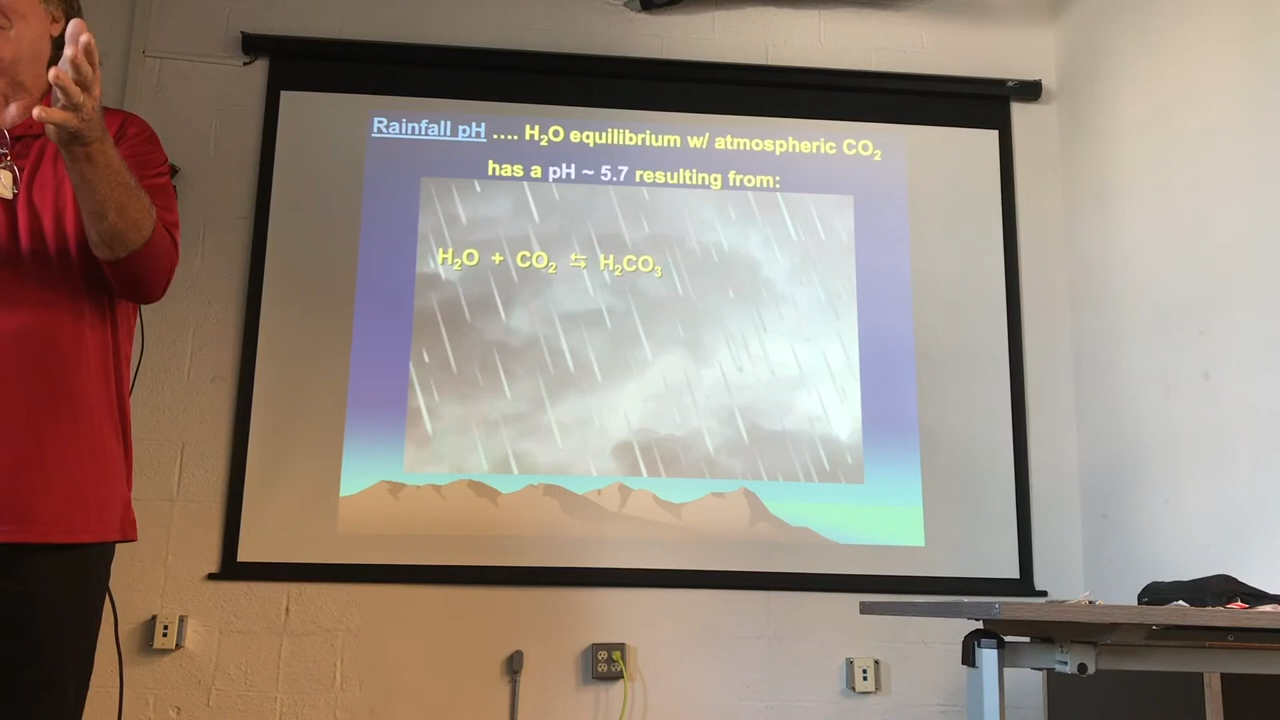 Rainfall pH .... H₂O equilibrium w/ atmospheric CO₂
has a pH ~ 5.7 resulting from:
H₂O + CO₂ ⇆ H₂CO₃